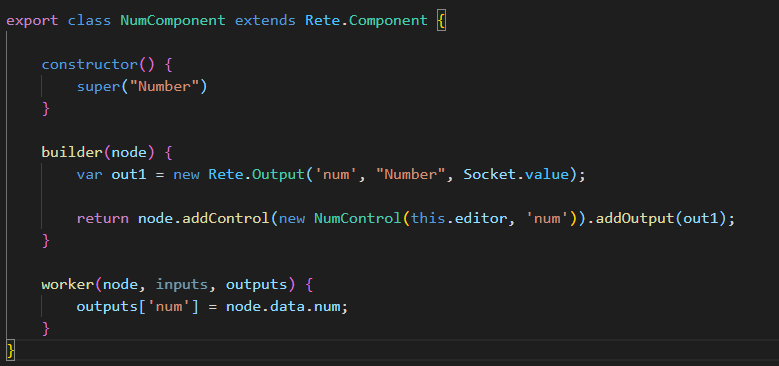 export class NumComponent extends Rete.Component {
constructor() {
super("Number")
}
builder(node) {
var out1 = new Rete.Output('num', "Number", Socket.value);
return node.addControl(new NumControl(this.editor, 'num')).addOutput(out1);
}
worker(node, inputs, outputs) {
outputs['num'] = node.data.num;
}
}